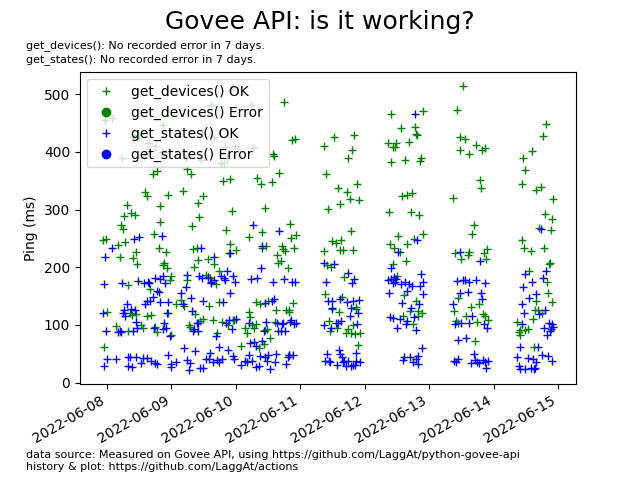 Govee API: is it working?
get_devices(): No recorded error in 7 days.
get_states(): No recorded error in 7 days.
get_devices() OK
get_devices() Error
get_states() OK
get_states() Error
Ping (ms)
500
400
300
200
100
0
2022-06-08
2022-06-09
2022-06-10
2022-06-11
2022-06-12
2022-06-13
2022-06-14
2022-06-15
data source: Measured on Govee API, using https://github.com/LaggAt/python-govee-api
history & plot: https://github.com/LaggAt/actions